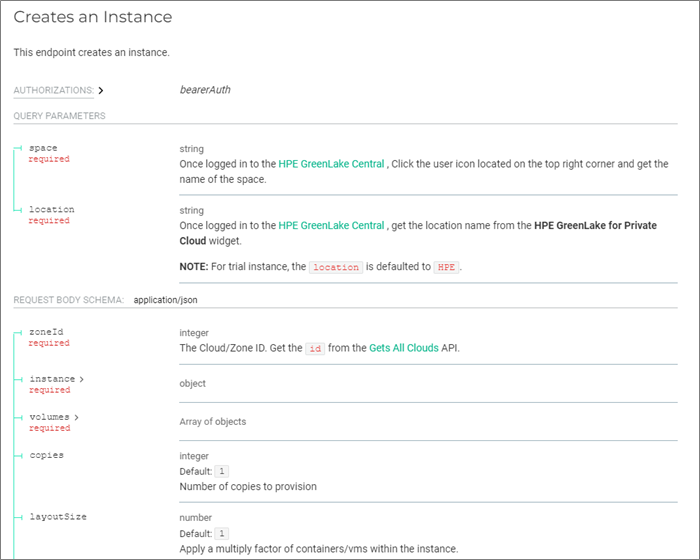 Creates an Instance
This endpoint creates an instance.
AUTHORIZATIONS: bearerAuth
QUERY PARAMETERS
space string
required Once logged in to the HPE GreenLake Central , Click the user icon located on the top right corner and get the
name of the space.
location string
required Once logged in to the HPE GreenLake Central , get the location name from the HPE GreenLake for Private
Cloud widget.
NOTE: For trial instance, the location is defaulted to HPE .
REQUEST BODY SCHEMA: application/json
zoneId integer
required The Cloud/Zone ID. Get the id from the Gets All Clouds API.
instance object
required
volumes Array of objects
required
copies integer
Default: 1
Number of copies to provision
layoutSize number
Default: 1
Apply a multiply factor of containers/vms within the instance.